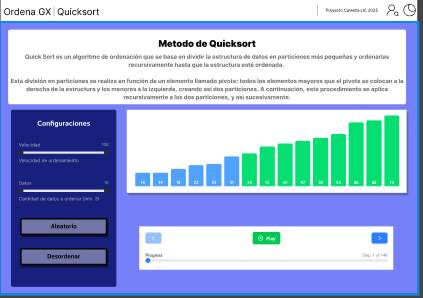 Ordena GX | Quicksort
Proyecto Catedra LIC 2025
Metodo de Quicksort
Quick Sort es un algoritmo de ordenación que se basa en dividir la estructura de datos en particiones más pequeñas y ordenarlas
recursivamente hasta que la estructura está ordenada.
Esta división en particiones se realiza en función de un elemento llamado pivote: todos los elementos mayores que el pivote se colocan a la
derecha de la estructura y los menores a la izquierda, creando así dos particiones. A continuación, este procedimiento se aplica
recursivamente a las dos particiones, y así sucesivamente.
Configuraciones
Velocidad 100
Velocidad de ordenamiento
Datos
Cantidad de datos a ordenar (min. 3)
Aleatorio
Desordenar
Play
Progress Step 1 of 146